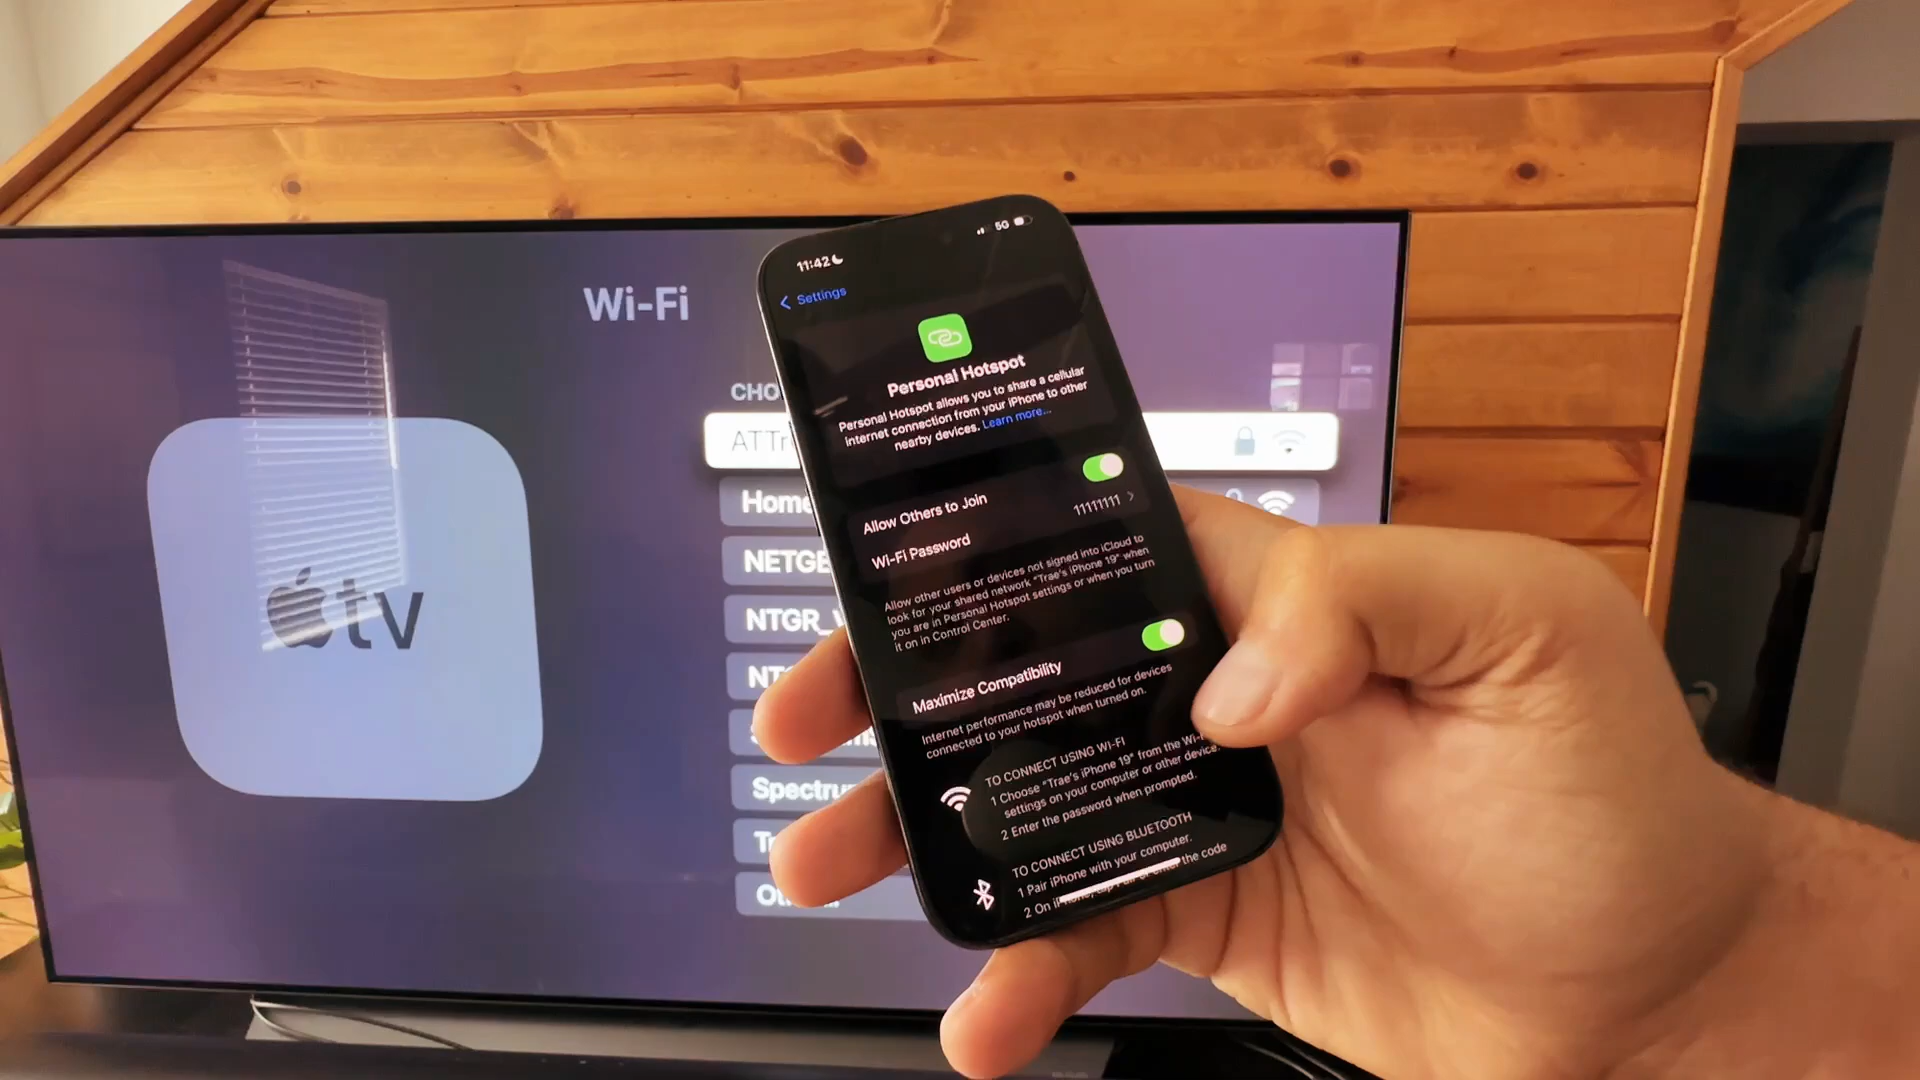 Wi-Fi
CHO
ATTr
Home
NETGE
NTGR_
Spectru
tv
11:42
5G
Settings
Personal Hotspot
Personal Hotspot allows you to share a cellular
internet connection from your iPhone to other
nearby devices. Learn more...
Allow Others to Join
Wi-Fi Password
11111111
Allow other users or devices not signed into iCloud to
look for your shared network "Trae's iPhone 19" when
you are in Personal Hotspot settings or when you turn
it on in Control Center.
Maximize Compatibility
Internet performance may be reduced for devices
connected to your hotspot when turned on.
TO CONNECT USING WI-FI
1 Choose "Trae's iPhone 19" from the Wi-F
settings on your computer or other device.
2 Enter the password when prompted.
TO CONNECT USING BLUETOOTH
1 Pair iPhone with your computer.
2 On the code